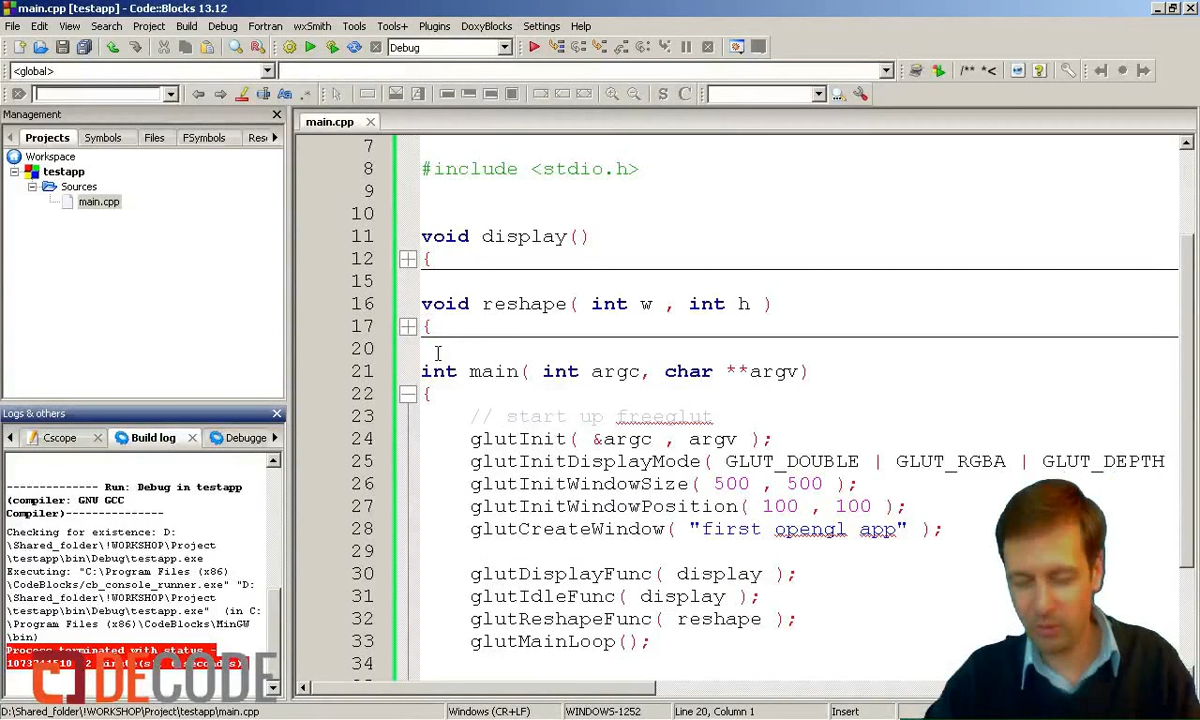 main.cpp [testapp] - Code::Blocks 13.12
File Edit View Search Project Build Debug Fortran wxSmith Tools Tools+ Plugins DoxyBlocks Settings Help
Debug
<global>
/** *<
S C
Management
main.cpp
Projects Symbols Files FSymbols Res
Workspace
testapp
Sources
main.cpp
7
8 #include <stdio.h>
9
10
11 void display()
12 {
15
16 void reshape( int w , int h )
17 {
20
21 int main( int argc, char **argv)
22 {
23 // start up freeglut
24 glutInit( &argc , argv );
25 glutInitDisplayMode( GLUT_DOUBLE | GLUT_RGBA | GLUT_DEPTH
26 glutInitWindowSize( 500 , 500 );
27 glutInitWindowPosition( 100 , 100 );
28 glutCreateWindow( "first opengl app" );
29
30 glutDisplayFunc( display );
31 glutIdleFunc( display );
32 glutReshapeFunc( reshape );
33 glutMainLoop();
34
Logs & others
Cscope Build log Debugge
-------------- Run: Debug in testapp
(compiler: GNU GCC
Compiler)---------------
Checking for existence: D:
\Shared_folder\!WORKSHOP\Project
\testapp\bin\Debug\testapp.exe
Executing: "C:\Program Files (x86)
\CodeBlocks/cb_console_runner.exe" "D:
\Shared_folder\!WORKSHOP\Project
\testapp\bin\Debug\testapp.exe" (in C:
\Program Files (x86)\CodeBlocks\MinGW
\bin)
Process terminated with status -
DECODE
D:\Shared_folder\!WORKSHOP\Project\testapp\main.cpp Windows (CR+LF) WINDOWS-1252 Line 20, Column 1 Insert